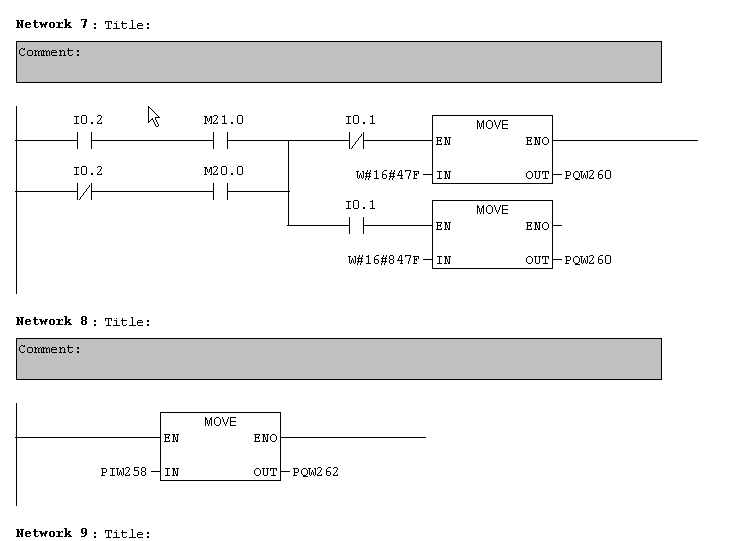 Network 7 : Title:
Comment:
I0.2 M21.0 I0.1
MOVE
EN ENO
I0.2 M20.0
W#16#47F IN OUT PQW260
I0.1
MOVE
EN ENO
W#16#847F IN OUT PQW260
Network 8 : Title:
Comment:
MOVE
EN ENO
PIW258 IN OUT PQW262
Network 9 : Title: